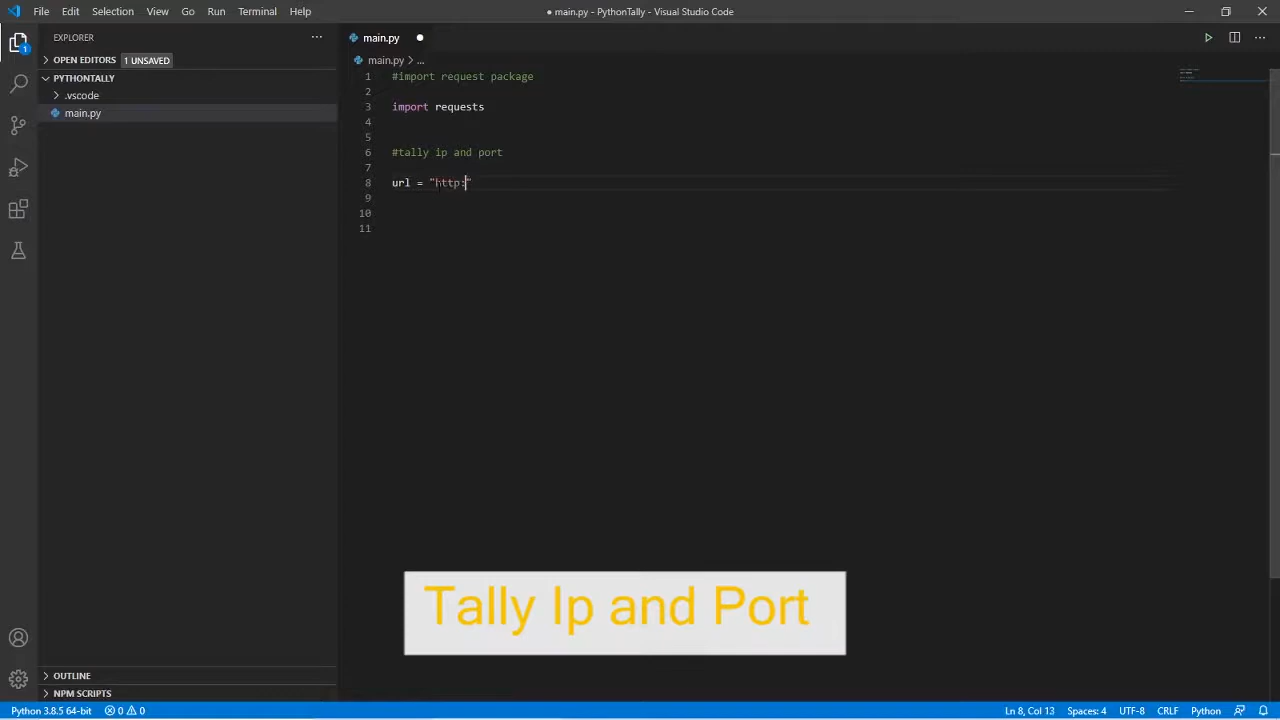 File Edit Selection View Go Run Terminal Help
● main.py - PythonTally - Visual Studio Code
EXPLORER
OPEN EDITORS 1 UNSAVED
PYTHONTALLY
.vscode
main.py
OUTLINE
NPM SCRIPTS
1
main.py
main.py > ...
1 #import request package
2
3 import requests
4
5
6 #tally ip and port
7
8 url = "http:"
9
10
11
Tally Ip and Port
Python 3.8.5 64-bit 0 0
Ln 8, Col 13 Spaces: 4 UTF-8 CRLF Python